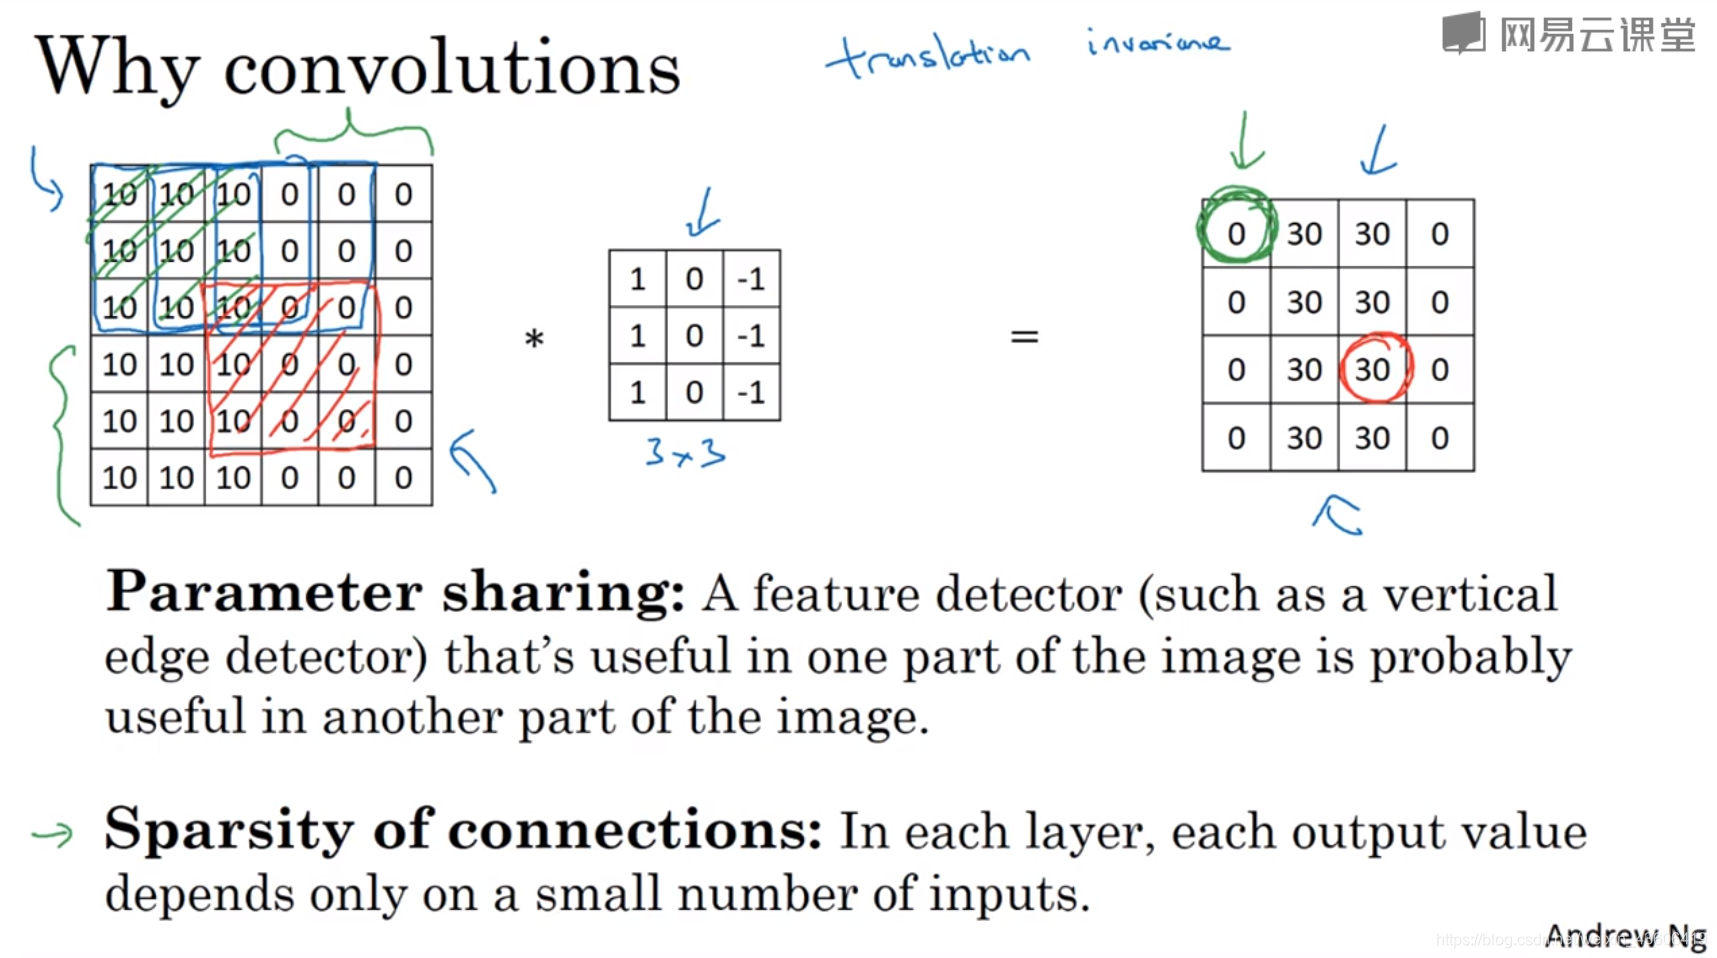 Why convolutions
translation invariance
网易云课堂
10 10 10 0 0 0
10 10 10 0 0 0
10 10 10 0 0 0
10 10 10 0 0 0
10 10 10 0 0 0
10 10 10 0 0 0
*
1 0 -1
1 0 -1
1 0 -1
3×3
=
0 30 30 0
0 30 30 0
0 30 30 0
0 30 30 0
Parameter sharing: A feature detector (such as a vertical
edge detector) that’s useful in one part of the image is probably
useful in another part of the image.
Sparsity of connections: In each layer, each output value
depends only on a small number of inputs.
Andrew Ng